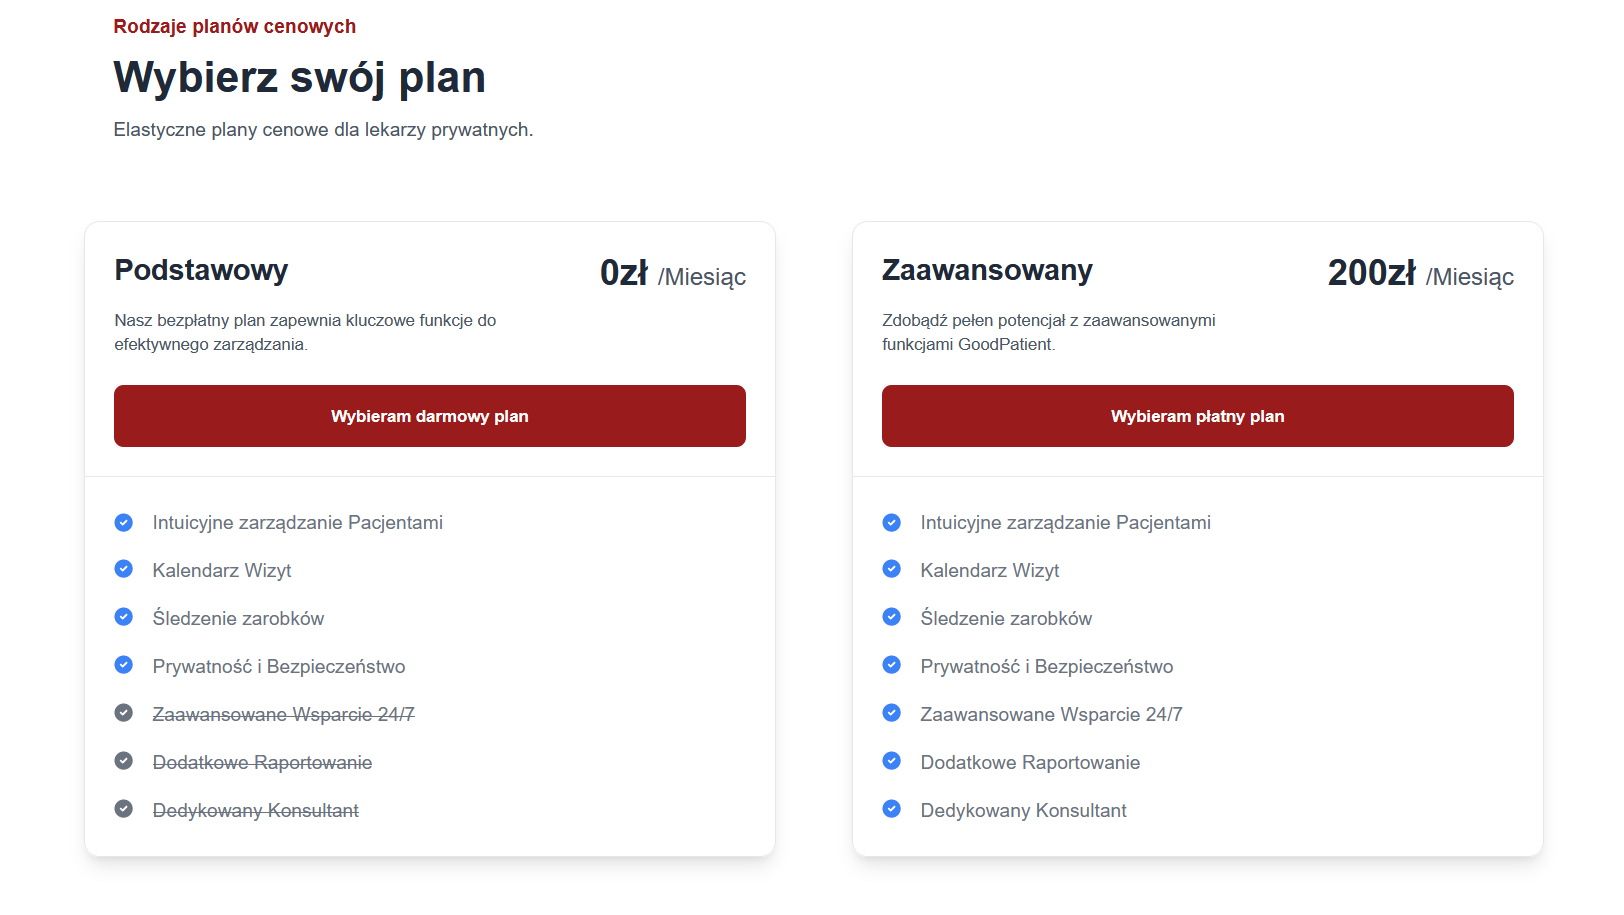 Rodzaje planów cenowych
Wybierz swój plan
Elastyczne plany cenowe dla lekarzy prywatnych.
Podstawowy
0zł /Miesiąc
Nasz bezpłatny plan zapewnia kluczowe funkcje do
efektywnego zarządzania.
Wybieram darmowy plan
Intuicyjne zarządzanie Pacjentami
Kalendarz Wizyt
Śledzenie zarobków
Prywatność i Bezpieczeństwo
Zaawansowane Wsparcie 24/7
Dodatkowe Raportowanie
Dedykowany Konsultant
Zaawansowany
200zł /Miesiąc
Zdobądź pełen potencjał z zaawansowanymi
funkcjami GoodPatient.
Wybieram płatny plan
Intuicyjne zarządzanie Pacjentami
Kalendarz Wizyt
Śledzenie zarobków
Prywatność i Bezpieczeństwo
Zaawansowane Wsparcie 24/7
Dodatkowe Raportowanie
Dedykowany Konsultant